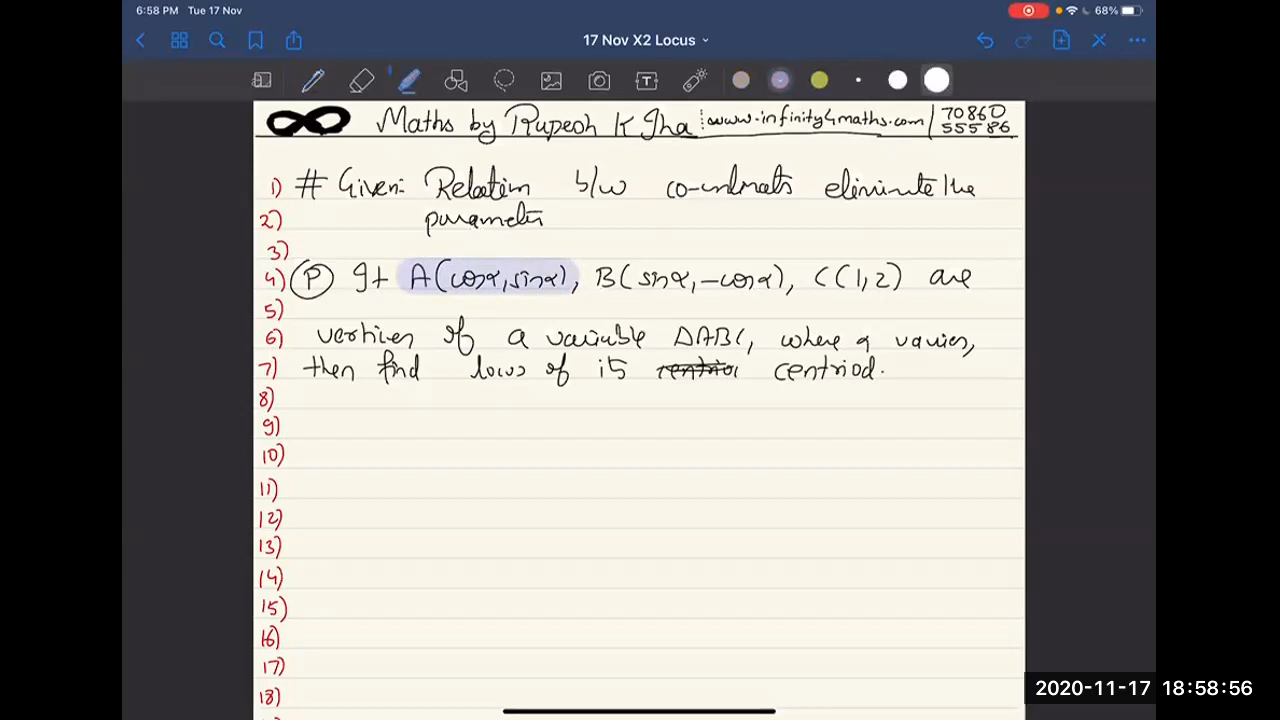 6:58 PM Tue 17 Nov
68%
17 Nov X2 Locus
Maths by Rupesh K Jha www.infinity4maths.com 70860 55586
1) # Given: Relation b/w co-ordinates eliminate the
2) parameter
3)
4) (P) If A(cosα, sinα), B(sinα, -cosα), C(1,2) are
5)
6) vertices of a variable ΔABC, where α varies,
7) then find locus of its centriod.
8)
9)
10)
11)
12)
13)
14)
15)
16)
17)
18)
2020-11-17 18:58:56